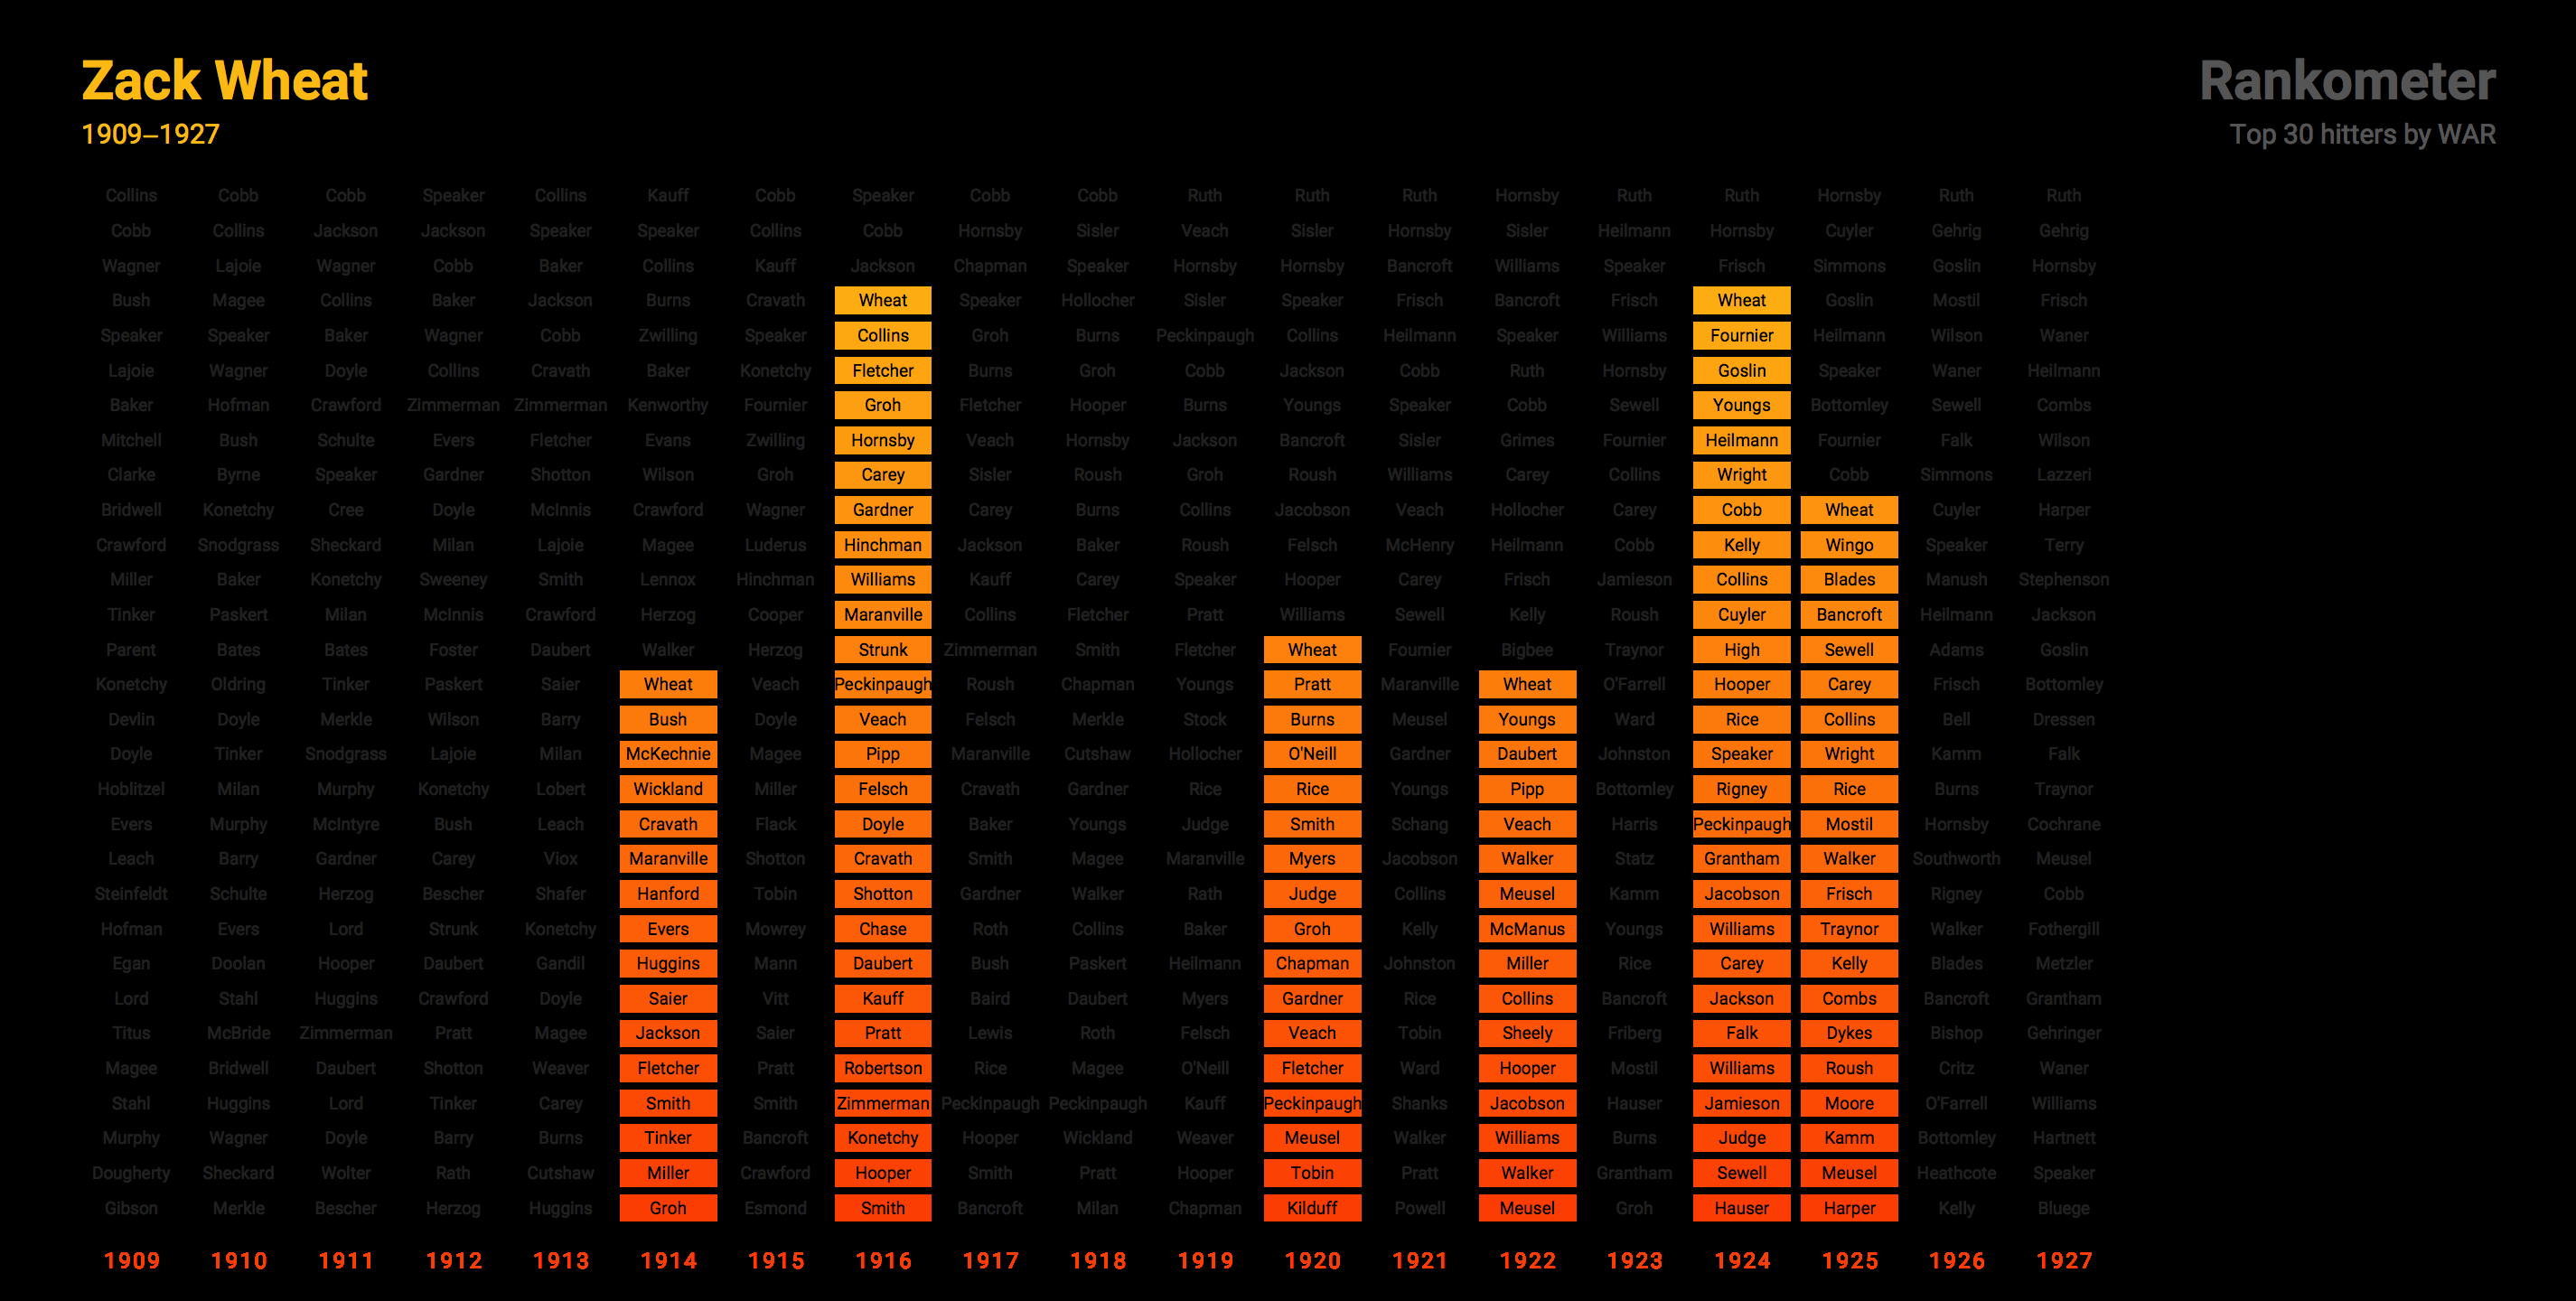 Zack Wheat
1909–1927
Rankometer
Top 30 hitters by WAR
Collins Cobb Cobb Speaker Collins Kauff Cobb Speaker Cobb Cobb Ruth Ruth Ruth Hornsby Ruth Ruth Hornsby Ruth Ruth
Cobb Collins Jackson Jackson Speaker Speaker Collins Cobb Hornsby Sisler Veach Sisler Hornsby Sisler Heilmann Hornsby Cuyler Gehrig Gehrig
Wagner Lajoie Wagner Cobb Baker Collins Kauff Jackson Chapman Speaker Hornsby Hornsby Bancroft Williams Speaker Frisch Simmons Goslin Hornsby
Bush Magee Collins Baker Jackson Burns Cravath Wheat Speaker Hollocher Sisler Speaker Frisch Bancroft Frisch Wheat Goslin Mostil Frisch
Speaker Speaker Baker Wagner Cobb Zwilling Speaker Collins Groh Burns Peckinpaugh Collins Heilmann Speaker Williams Fournier Heilmann Wilson Waner
Lajoie Wagner Doyle Collins Cravath Baker Konetchy Fletcher Burns Groh Cobb Jackson Cobb Ruth Hornsby Goslin Speaker Waner Heilmann
Baker Hofman Crawford Zimmerman Zimmerman Kenworthy Fournier Groh Fletcher Hooper Burns Youngs Speaker Cobb Sewell Youngs Bottomley Sewell Combs
Mitchell Bush Schulte Evers Fletcher Evans Zwilling Hornsby Veach Hornsby Jackson Bancroft Sisler Grimes Fournier Heilmann Fournier Falk Wilson
Clarke Byrne Speaker Gardner Shotton Wilson Groh Carey Sisler Roush Groh Roush Williams Carey Collins Wright Cobb Simmons Lazzeri
Bridwell Konetchy Cree Doyle McInnis Crawford Wagner Gardner Carey Burns Collins Jacobson Veach Hollocher Carey Cobb Wheat Cuyler Harper
Crawford Snodgrass Sheckard Milan Lajoie Magee Luderus Hinchman Jackson Baker Roush Felsch McHenry Heilmann Cobb Kelly Wingo Speaker Terry
Miller Baker Konetchy Sweeney Smith Lennox Hinchman Williams Kauff Carey Speaker Hooper Carey Frisch Jamieson Collins Blades Manush Stephenson
Tinker Paskert Milan McInnis Crawford Herzog Cooper Maranville Collins Fletcher Pratt Williams Sewell Kelly Roush Cuyler Bancroft Heilmann Jackson
Parent Bates Bates Foster Daubert Walker Herzog Strunk Zimmerman Smith Fletcher Wheat Fournier Bigbee Traynor High Sewell Adams Goslin
Konetchy Oldring Tinker Paskert Saier Wheat Veach Peckinpaugh Roush Chapman Youngs Pratt Maranville Wheat O'Farrell Hooper Carey Frisch Bottomley
Devlin Doyle Merkle Wilson Barry Bush Doyle Veach Felsch Merkle Stock Burns Meusel Youngs Ward Rice Collins Bell Dressen
Doyle Tinker Snodgrass Lajoie Milan McKechnie Magee Pipp Maranville Cutshaw Hollocher O'Neill Gardner Daubert Johnston Speaker Wright Kamm Falk
Hoblitzel Milan Murphy Konetchy Lobert Wickland Miller Felsch Cravath Gardner Rice Rice Youngs Pipp Bottomley Rigney Rice Burns Traynor
Evers Murphy McIntyre Bush Leach Cravath Flack Doyle Baker Youngs Judge Smith Schang Veach Harris Peckinpaugh Mostil Hornsby Cochrane
Leach Barry Gardner Carey Viox Maranville Shotton Cravath Smith Magee Maranville Myers Jacobson Walker Statz Grantham Walker Southworth Meusel
Steinfeldt Schulte Herzog Bescher Shafer Hanford Tobin Shotton Gardner Walker Rath Judge Collins Meusel Kamm Jacobson Frisch Rigney Cobb
Hofman Evers Lord Strunk Konetchy Evers Mowrey Chase Roth Collins Baker Groh Kelly McManus Youngs Williams Traynor Walker Fothergill
Egan Doolan Hooper Daubert Gandil Huggins Mann Daubert Bush Paskert Heilmann Chapman Johnston Miller Rice Carey Kelly Blades Metzler
Lord Stahl Huggins Crawford Doyle Saier Vitt Kauff Baird Daubert Myers Gardner Rice Collins Bancroft Jackson Combs Bancroft Grantham
Titus McBride Zimmerman Pratt Magee Jackson Saier Pratt Lewis Roth Felsch Veach Tobin Sheely Friberg Falk Dykes Bishop Gehringer
Magee Bridwell Daubert Shotton Weaver Fletcher Pratt Robertson Rice Magee O'Neill Fletcher Ward Hooper Mostil Williams Roush Critz Waner
Stahl Huggins Lord Tinker Carey Smith Smith Zimmerman Peckinpaugh Peckinpaugh Kauff Peckinpaugh Shanks Jacobson Hauser Jamieson Moore O'Farrell Williams
Murphy Wagner Doyle Barry Burns Tinker Bancroft Konetchy Hooper Wickland Weaver Meusel Walker Williams Burns Judge Kamm Bottomley Hartnett
Dougherty Sheckard Wolter Rath Cutshaw Miller Crawford Hooper Smith Pratt Hooper Tobin Pratt Walker Grantham Sewell Meusel Heathcote Speaker
Gibson Merkle Bescher Herzog Huggins Groh Esmond Smith Bancroft Milan Chapman Kilduff Powell Meusel Groh Hauser Harper Kelly Bluege
1909 1910 1911 1912 1913 1914 1915 1916 1917 1918 1919 1920 1921 1922 1923 1924 1925 1926 1927